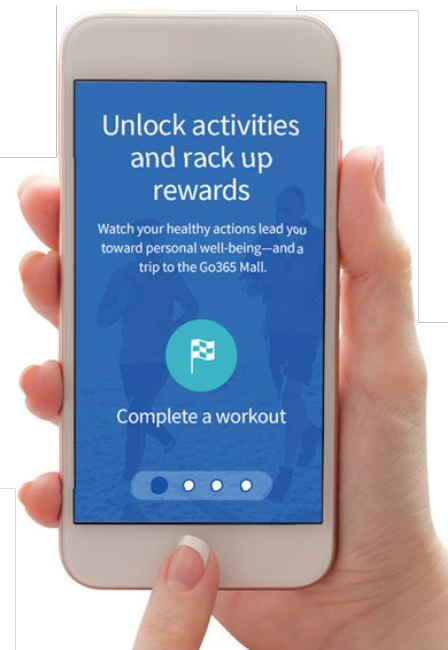 Unlock activities
and rack up
rewards
Watch your healthy actions lead you
toward personal well-being—and a
trip to the Go365 Mall.
Complete a workout